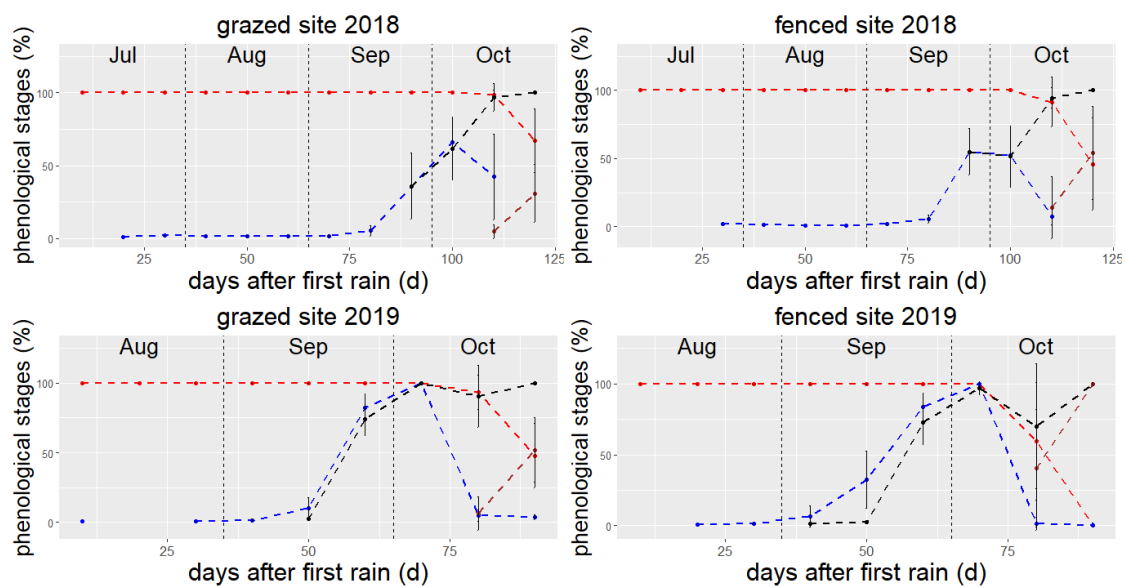 grazed site 2018
phenological stages (%)
Jul Aug Sep Oct
100
50
0
25 50 75 100 125
days after first rain (d)
fenced site 2018
phenological stages (%)
Jul Aug Sep Oct
100
50
0
25 50 75 100 125
days after first rain (d)
grazed site 2019
phenological stages (%)
Aug Sep Oct
100
50
0
25 50 75
days after first rain (d)
fenced site 2019
phenological stages (%)
Aug Sep Oct
100
50
0
25 50 75
days after first rain (d)